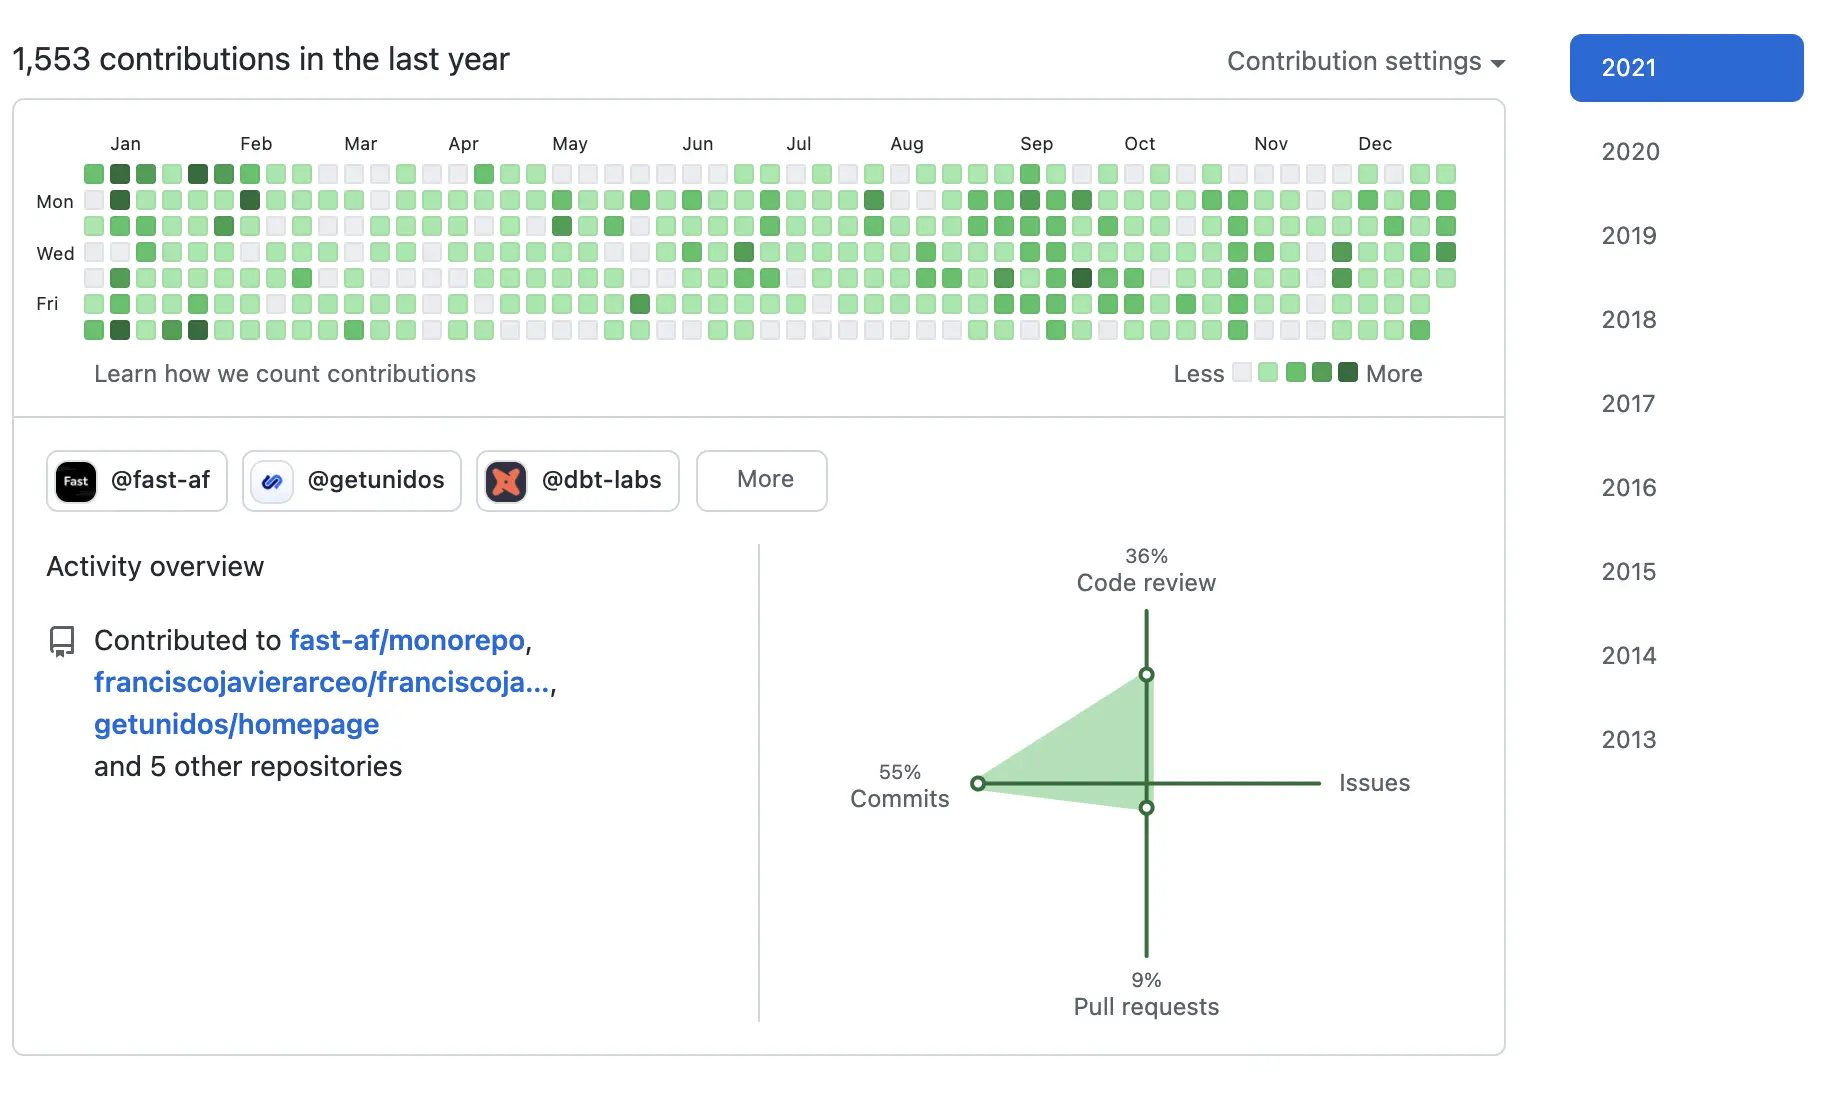 1,553 contributions in the last year
Contribution settings
Jan Feb Mar Apr May Jun Jul Aug Sep Oct Nov Dec
Mon
Wed
Fri
Learn how we count contributions
Less More
Fast @fast-af
@getunidos
@dbt-labs
More
Activity overview
Contributed to fast-af/monorepo,
franciscojavierarceo/franciscoja...,
getunidos/homepage
and 5 other repositories
36%
Code review
55%
Commits
Issues
9%
Pull requests
2021
2020
2019
2018
2017
2016
2015
2014
2013